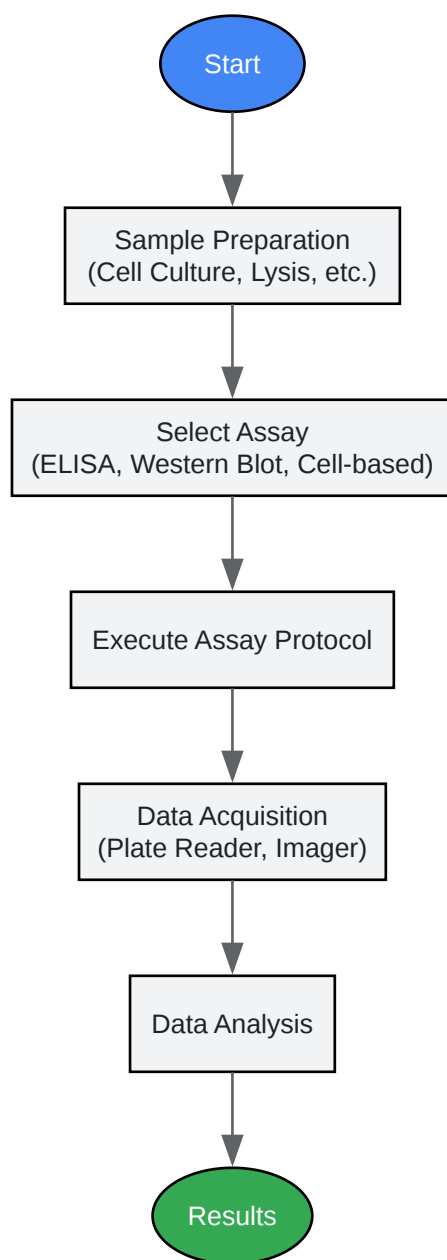 Start
Sample Preparation
(Cell Culture, Lysis, etc.)
Select Assay
(ELISA, Western Blot, Cell-based)
Execute Assay Protocol
Data Acquisition
(Plate Reader, Imager)
Data Analysis
Results